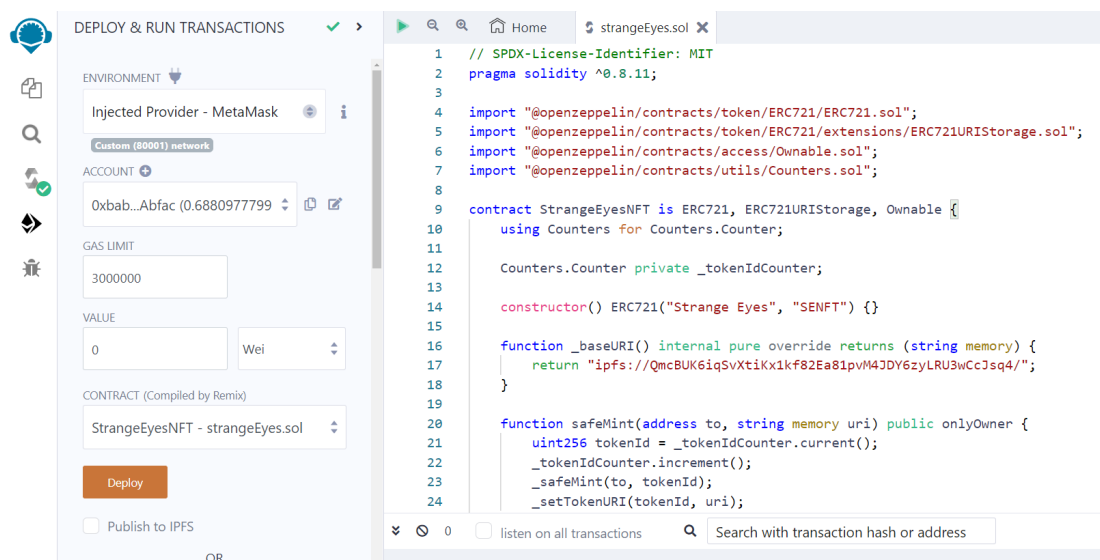 DEPLOY & RUN TRANSACTIONS
ENVIRONMENT
Injected Provider - MetaMask
i
Custom (80001) network
ACCOUNT
0xbab...Abfac (0.6880977799
GAS LIMIT
3000000
VALUE
0
Wei
CONTRACT (Compiled by Remix)
StrangeEyesNFT - strangeEyes.sol
Deploy
Publish to IPFS
OR
Home
strangeEyes.sol
1 // SPDX-License-Identifier: MIT
2 pragma solidity ^0.8.11;
3
4 import "@openzeppelin/contracts/token/ERC721/ERC721.sol";
5 import "@openzeppelin/contracts/token/ERC721/extensions/ERC721URIStorage.sol";
6 import "@openzeppelin/contracts/access/Ownable.sol";
7 import "@openzeppelin/contracts/utils/Counters.sol";
8
9 contract StrangeEyesNFT is ERC721, ERC721URIStorage, Ownable {
10 using Counters for Counters.Counter;
11
12 Counters.Counter private _tokenIdCounter;
13
14 constructor() ERC721("Strange Eyes", "SENFT") {}
15
16 function _baseURI() internal pure override returns (string memory) {
17 return "ipfs://QmcBUK6iqSvXtiKx1kf82Ea81pvM4JDY6zyLRU3wCcJsq4/";
18 }
19
20 function safeMint(address to, string memory uri) public onlyOwner {
21 uint256 tokenId = _tokenIdCounter.current();
22 _tokenIdCounter.increment();
23 _safeMint(to, tokenId);
24 _setTokenURI(tokenId, uri);
0
listen on all transactions
Search with transaction hash or address